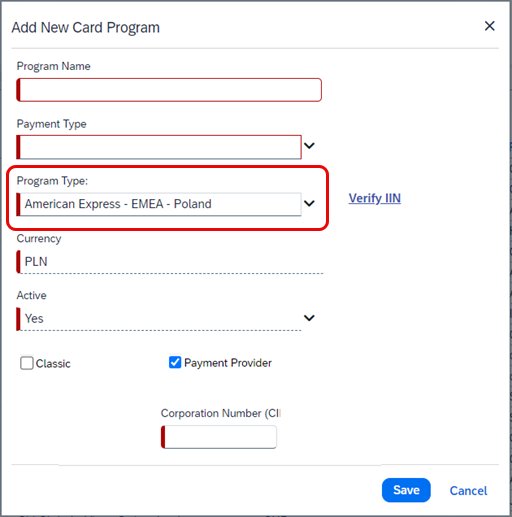 Add New Card Program
Program Name
Payment Type
Program Type:
American Express - EMEA - Poland
Verify IIN
Currency
PLN
Active
Yes
Classic
Payment Provider
Corporation Number (CI
Save
Cancel